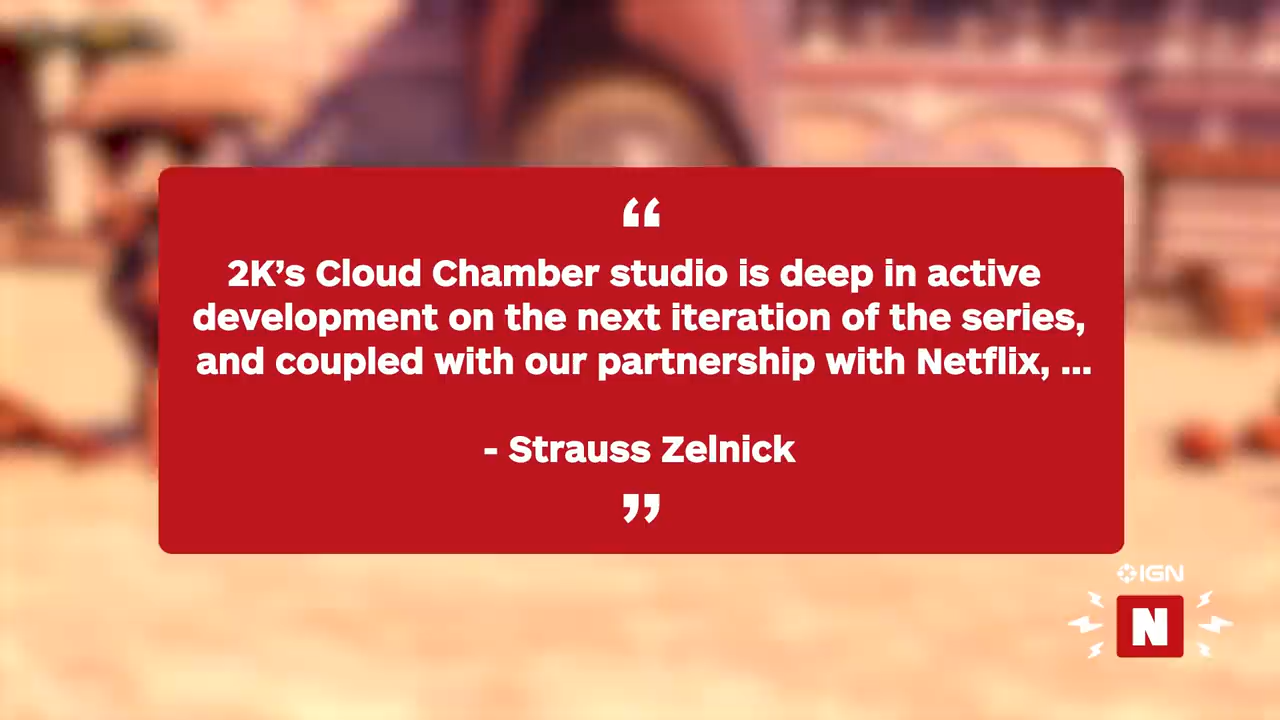 “
2K’s Cloud Chamber studio is deep in active
development on the next iteration of the series,
and coupled with our partnership with Netflix, ...
- Strauss Zelnick
”
IGN
N